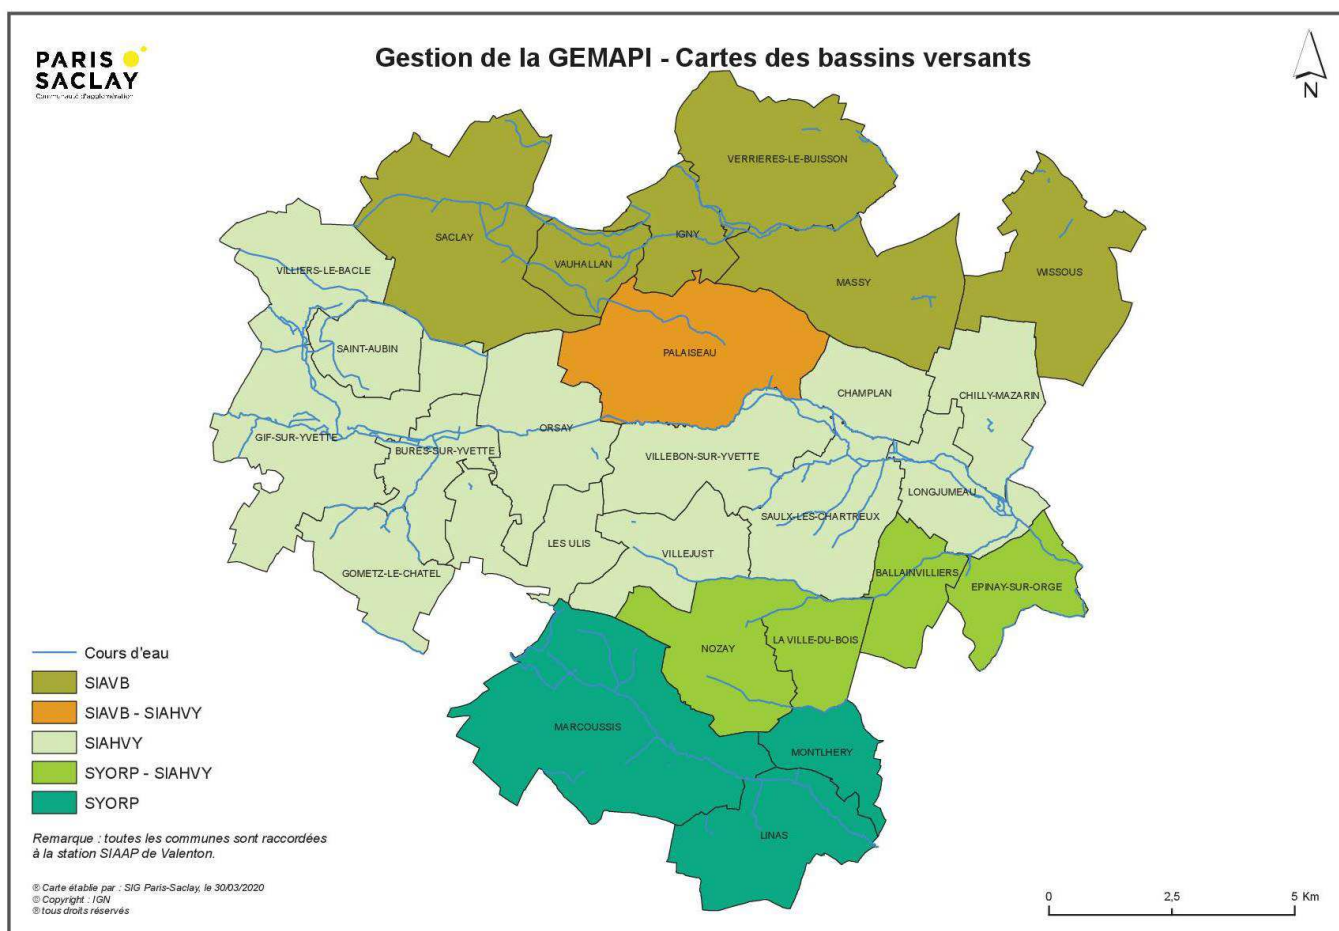 PARIS
SACLAY
Communauté d'agglomération
Gestion de la GEMAPI - Cartes des bassins versants
N
VERRIERES-LE-BUISSON
IGNY
SACLAY
VAUHALLAN
VILLIERS-LE-BACLE
MASSY
WISSOUS
SAINT-AUBIN
PALAISEAU
CHAMPLAN
CHILLY-MAZARIN
ORSAY
GIF-SUR-YVETTE
BURES-SUR-YVETTE
VILLEBON-SUR-YVETTE
LONGJUMEAU
SAULX-LES-CHARTREUX
LES ULIS
VILLEJUST
GOMETZ-LE-CHATEL
BALLAINVILLIERS
EPINAY-SUR-ORGE
LA VILLE-DU-BOIS
NOZAY
MARCOUSSIS
MONTLHERY
LINAS
Cours d'eau
SIAVB
SIAVB - SIAHVY
SIAHVY
SYORP - SIAHVY
SYORP
Remarque : toutes les communes sont raccordées
à la station SIAAP de Valenton.
® Carte établie par : SIG Paris-Saclay, le 30/03/2020
© Copyright : IGN
® tous droits réservés
0 2,5 5 Km